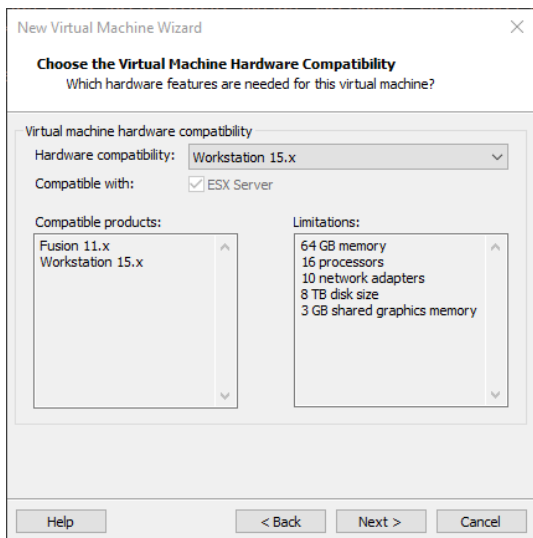 New Virtual Machine Wizard
Choose the Virtual Machine Hardware Compatibility
Which hardware features are needed for this virtual machine?
Virtual machine hardware compatibility
Hardware compatibility: Workstation 15.x
Compatible with: ESX Server
Compatible products:
Fusion 11.x
Workstation 15.x
Limitations:
64 GB memory
16 processors
10 network adapters
8 TB disk size
3 GB shared graphics memory
Help < Back Next > Cancel